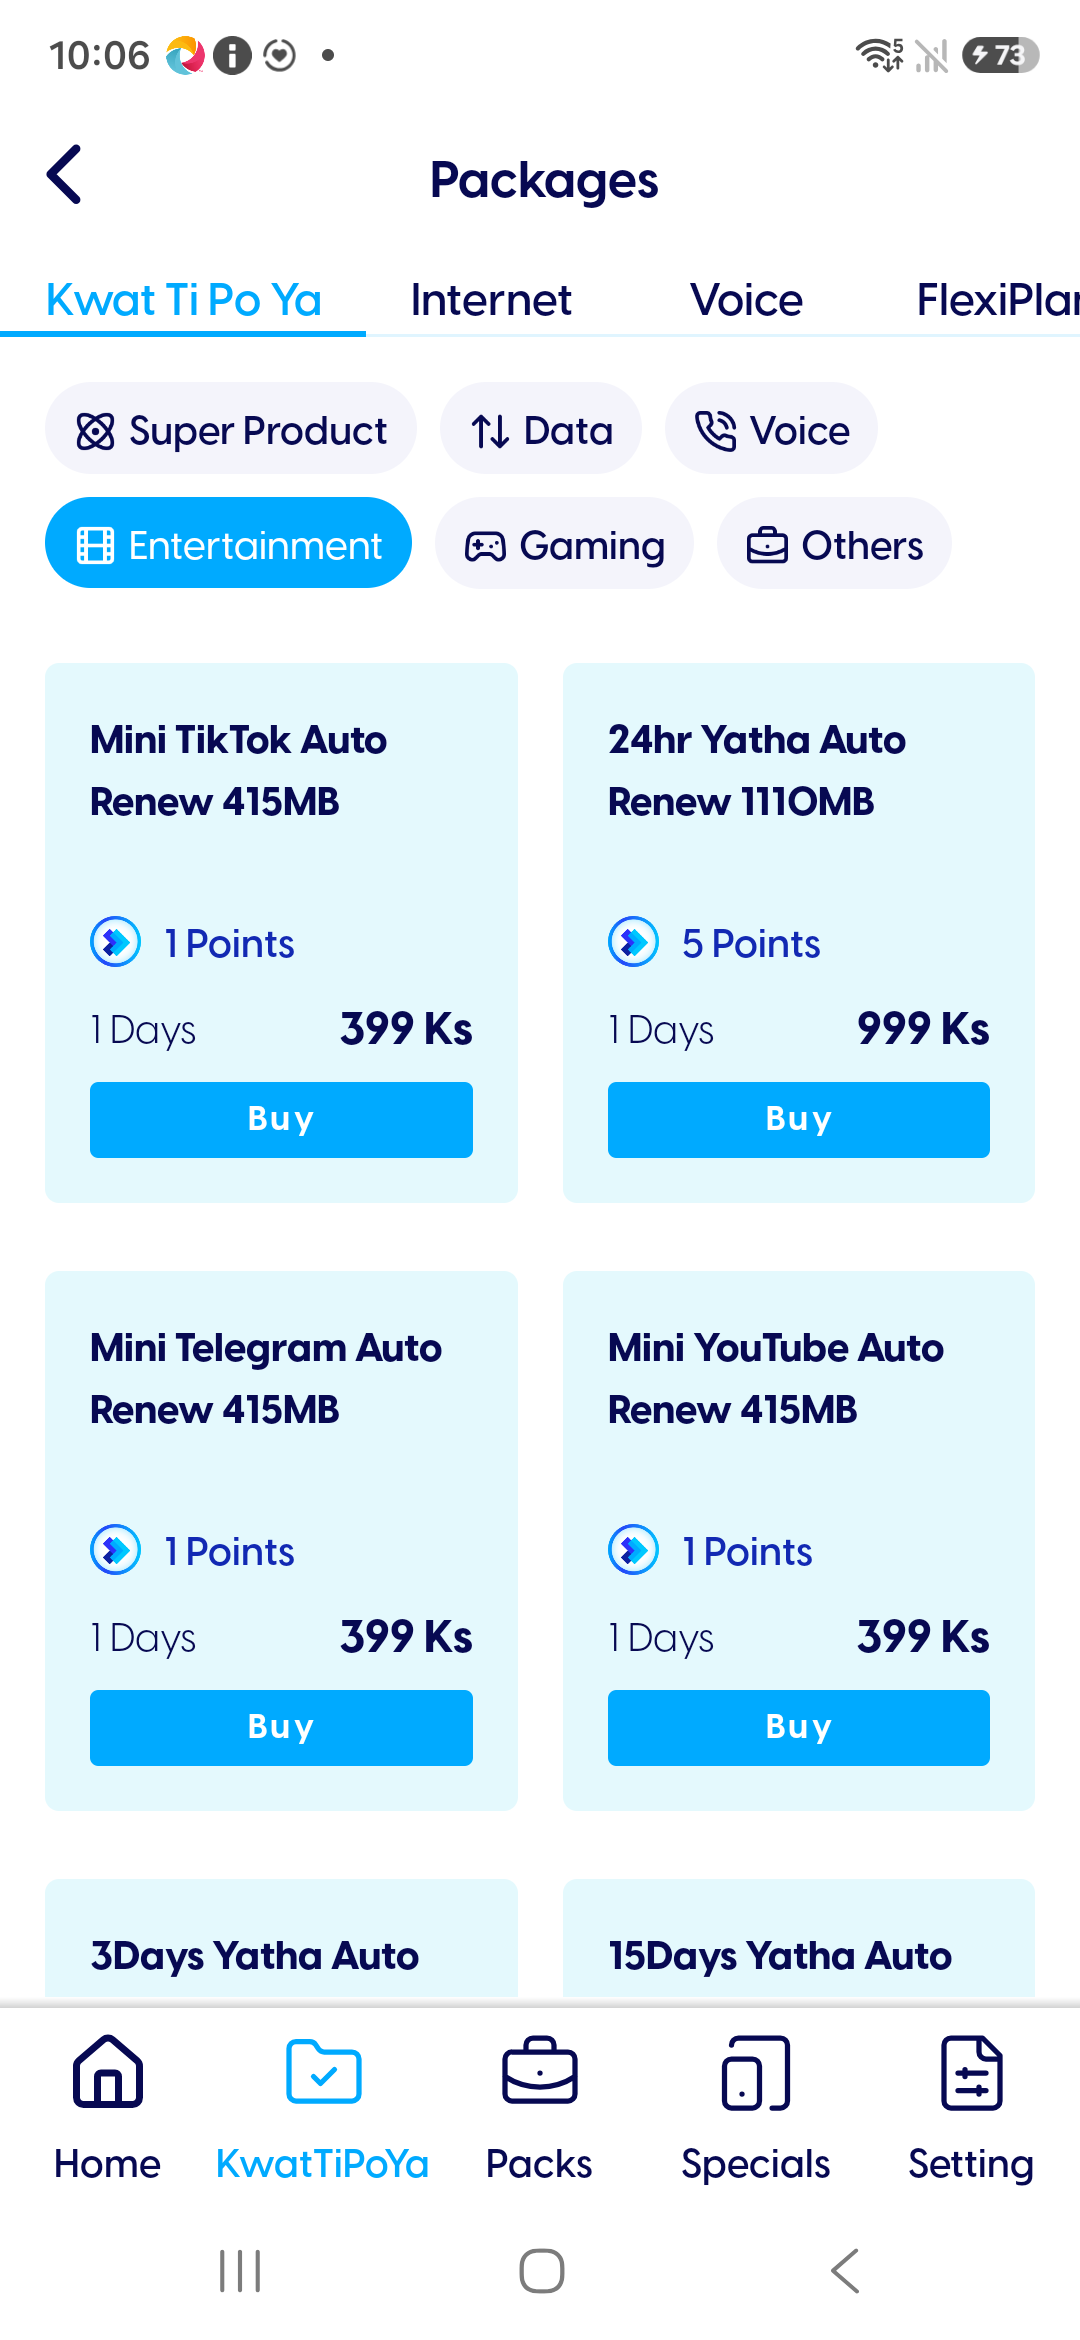 10:06
5
73
Packages
Kwat Ti Po Ya Internet Voice FlexiPlan
Super Product Data Voice
Entertainment Gaming Others
Mini TikTok Auto
Renew 415MB
1 Points
1 Days 399 Ks
Buy
24hr Yatha Auto
Renew 1110MB
5 Points
1 Days 999 Ks
Buy
Mini Telegram Auto
Renew 415MB
1 Points
1 Days 399 Ks
Buy
Mini YouTube Auto
Renew 415MB
1 Points
1 Days 399 Ks
Buy
3Days Yatha Auto
15Days Yatha Auto
Home KwatTiPoYa Packs Specials Setting